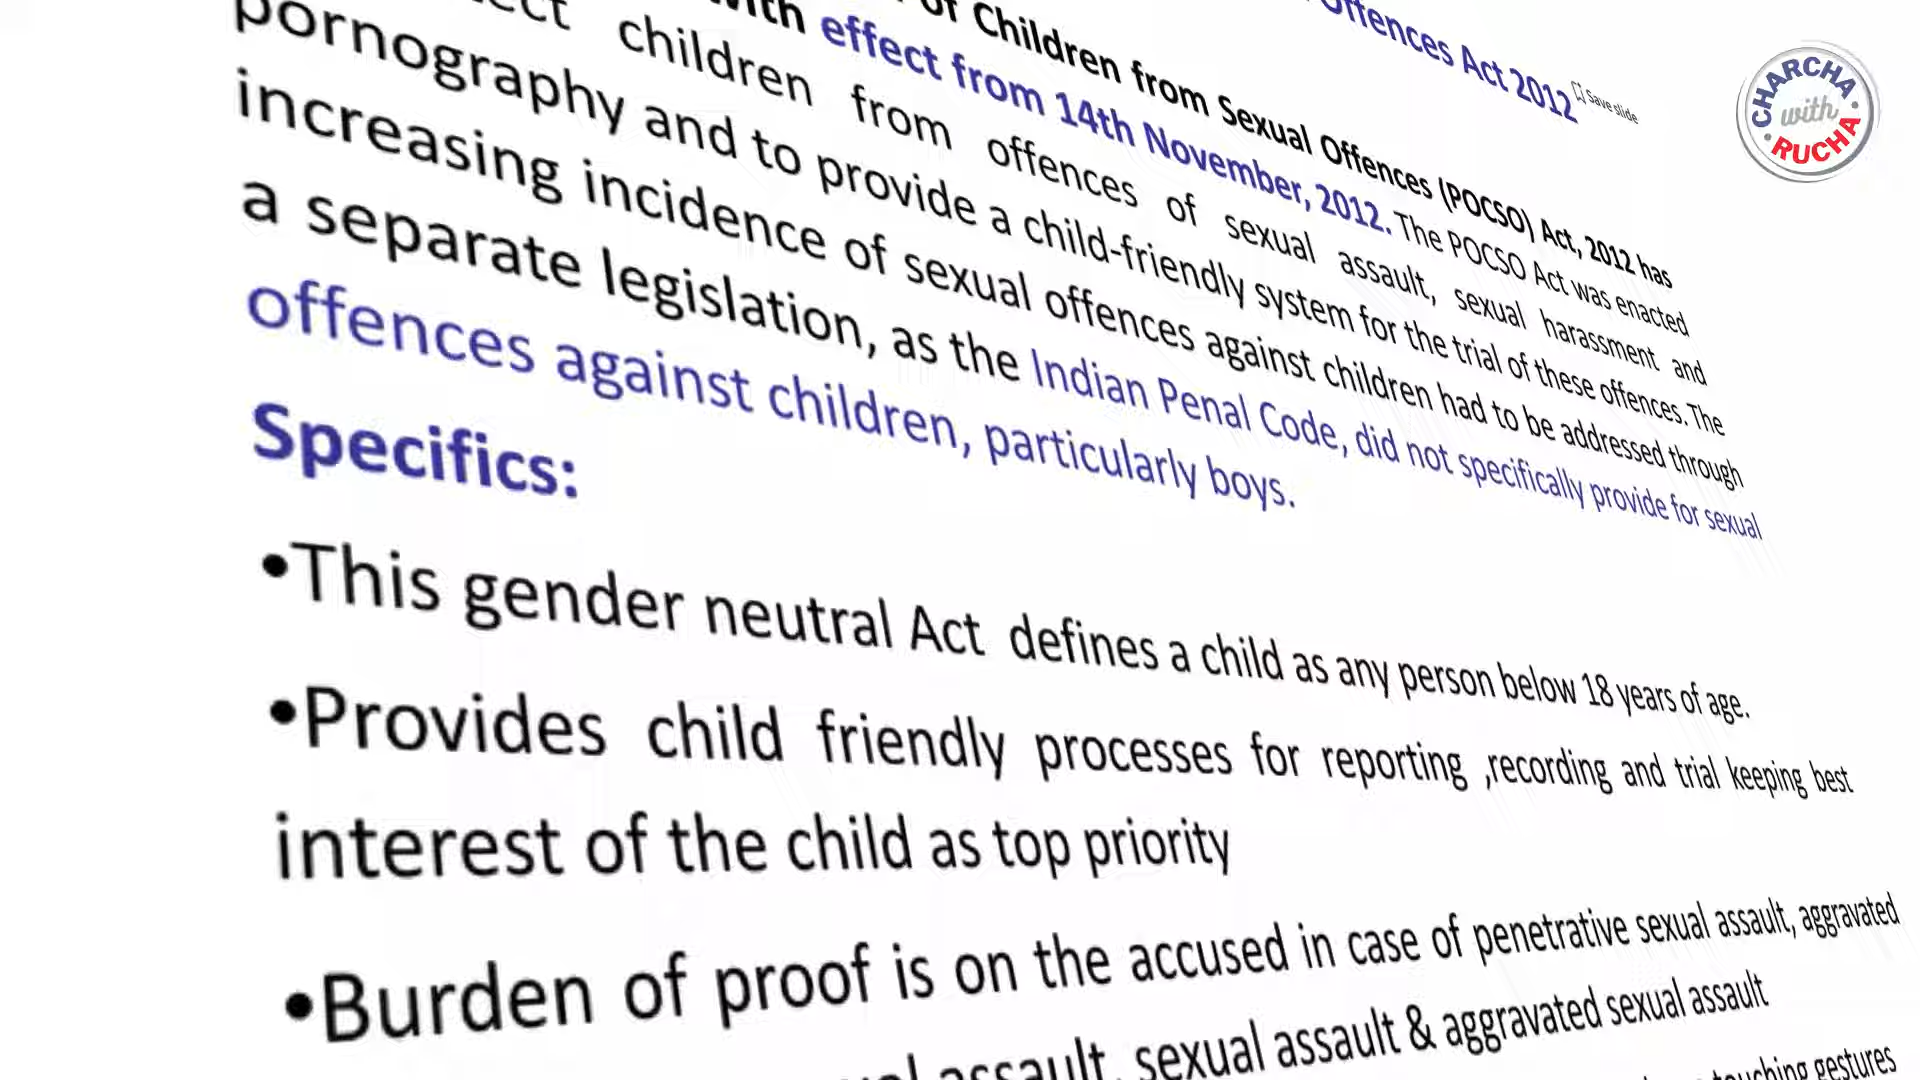 Offences Act 2012
Save slide
of Children from Sexual Offences (POCSO) Act, 2012 has
with effect from 14th November, 2012. The POCSO Act was enacted
children from offences of sexual assault, sexual harassment and
pornography and to provide a child-friendly system for the trial of these offences. The
increasing incidence of sexual offences against children had to be addressed through
a separate legislation, as the Indian Penal Code, did not specifically provide for sexual
offences against children, particularly boys.
Specifics:
•This gender neutral Act defines a child as any person below 18 years of age.
•Provides child friendly processes for reporting ,recording and trial keeping best
interest of the child as top priority
•Burden of proof is on the accused in case of penetrative sexual assault, aggravated
assault, sexual assault & aggravated sexual assault
touching gestures
CHARCHA
with
RUCHA